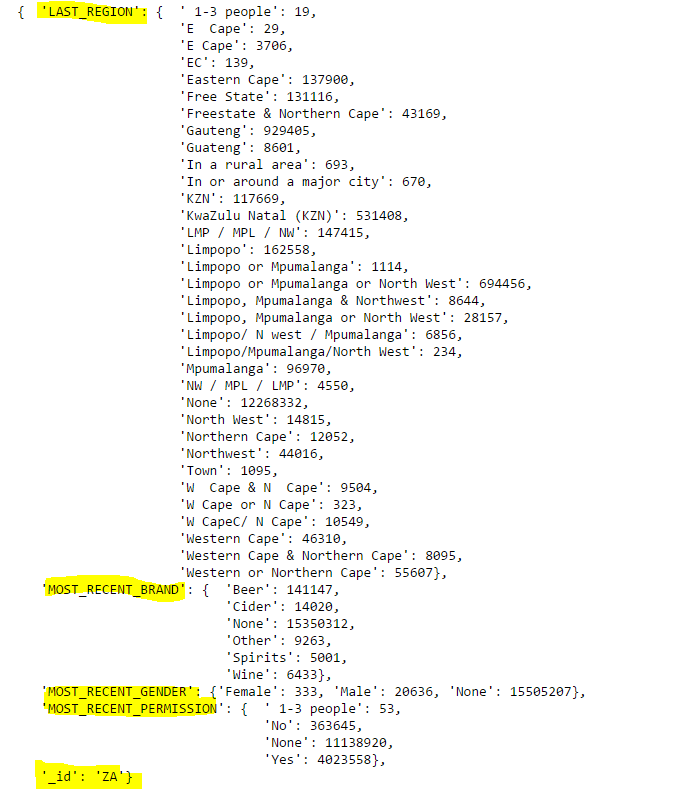 { 'LAST_REGION': { ' 1-3 people': 19,
'E  Cape': 29,
'E Cape': 3706,
'EC': 139,
'Eastern Cape': 137900,
'Free State': 131116,
'Freestate & Northern Cape': 43169,
'Gauteng': 929405,
'Guateng': 8601,
'In a rural area': 693,
'In or around a major city': 670,
'KZN': 117669,
'KwaZulu Natal (KZN)': 531408,
'LMP / MPL / NW': 147415,
'Limpopo': 162558,
'Limpopo or Mpumalanga': 1114,
'Limpopo or Mpumalanga or North West': 694456,
'Limpopo, Mpumalanga & Northwest': 8644,
'Limpopo, Mpumalanga or North West': 28157,
'Limpopo/ N west / Mpumalanga': 6856,
'Limpopo/Mpumalanga/North West': 234,
'Mpumalanga': 96970,
'NW / MPL / LMP': 4550,
'None': 12268332,
'North West': 14815,
'Northern Cape': 12052,
'Northwest': 44016,
'Town': 1095,
'W  Cape & N  Cape': 9504,
'W Cape or N Cape': 323,
'W CapeC/ N Cape': 10549,
'Western Cape': 46310,
'Western Cape & Northern Cape': 8095,
'Western or Northern Cape': 55607},
'MOST_RECENT_BRAND': { 'Beer': 141147,
'Cider': 14020,
'None': 15350312,
'Other': 9263,
'Spirits': 5001,
'Wine': 6433},
'MOST_RECENT_GENDER': {'Female': 333, 'Male': 20636, 'None': 15505207},
'MOST_RECENT_PERMISSION': { ' 1-3 people': 53,
'No': 363645,
'None': 11138920,
'Yes': 4023558},
'_id': 'ZA'}